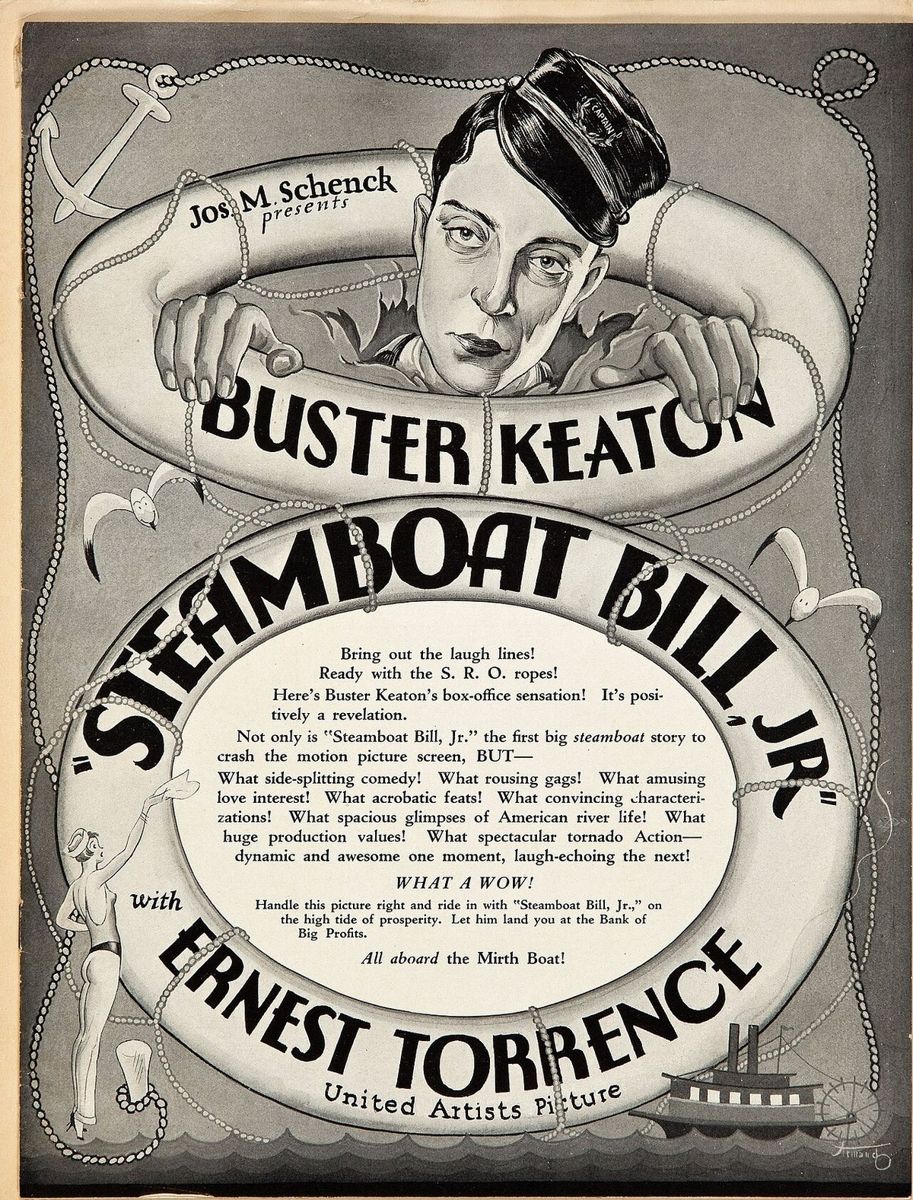 CAPTAIN
Jos. M. Schenck
presents
BUSTER KEATON
"STEAMBOAT BILL, JR"
Bring out the laugh lines!
Ready with the S. R. O. ropes!
Here's Buster Keaton's box-office sensation! It's posi-
tively a revelation.
Not only is "Steamboat Bill, Jr." the first big steamboat story to
crash the motion picture screen, BUT—
What side-splitting comedy! What rousing gags! What amusing
love interest! What acrobatic feats! What convincing characteri-
zations! What spacious glimpses of American river life! What
huge production values! What spectacular tornado Action—
dynamic and awesome one moment, laugh-echoing the next!
WHAT A WOW!
Handle this picture right and ride in with "Steamboat Bill, Jr.," on
the high tide of prosperity. Let him land you at the Bank of
Big Profits.
All aboard the Mirth Boat!
with
ERNEST TORRENCE
United Artists Picture